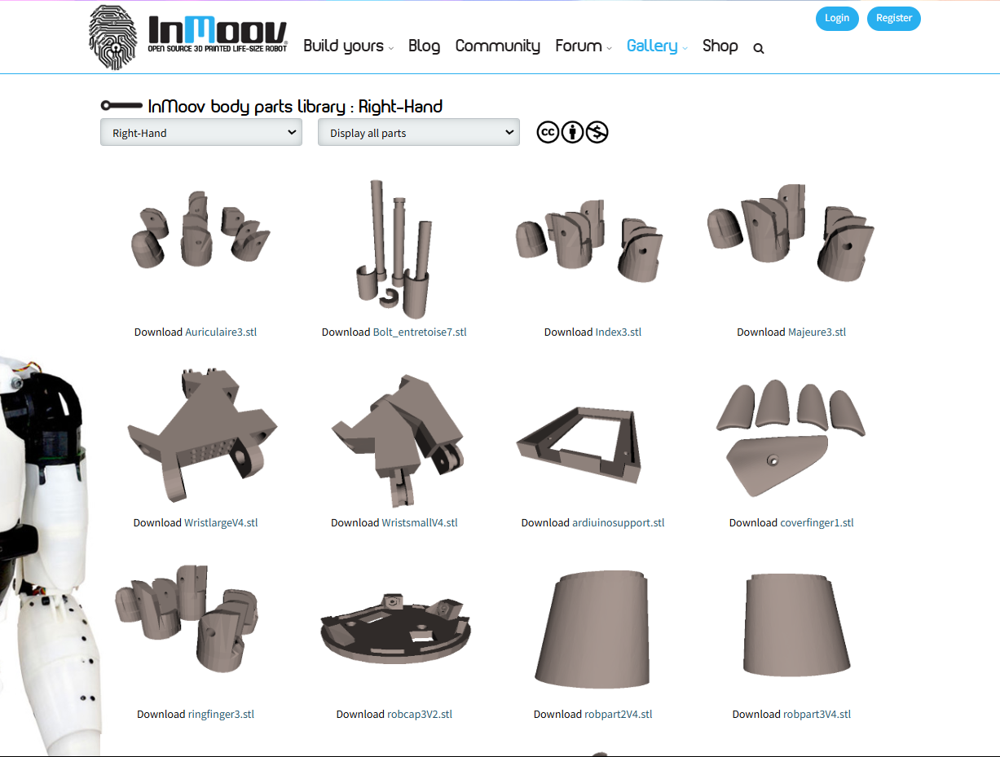 Login Register
InMoov
OPEN SOURCE 3D PRINTED LIFE-SIZE ROBOT
Build yours Blog Community Forum Gallery Shop
InMoov body parts library : Right-Hand
Right-Hand Display all parts cc
Download Auriculaire3.stl Download Bolt_entretoise7.stl Download Index3.stl Download Majeure3.stl
Download WristlargeV4.stl Download WristsmallV4.stl Download ardiuinosupport.stl Download coverfinger1.stl
Download ringfinger3.stl Download robcap3V2.stl Download robpart2V4.stl Download robpart3V4.stl